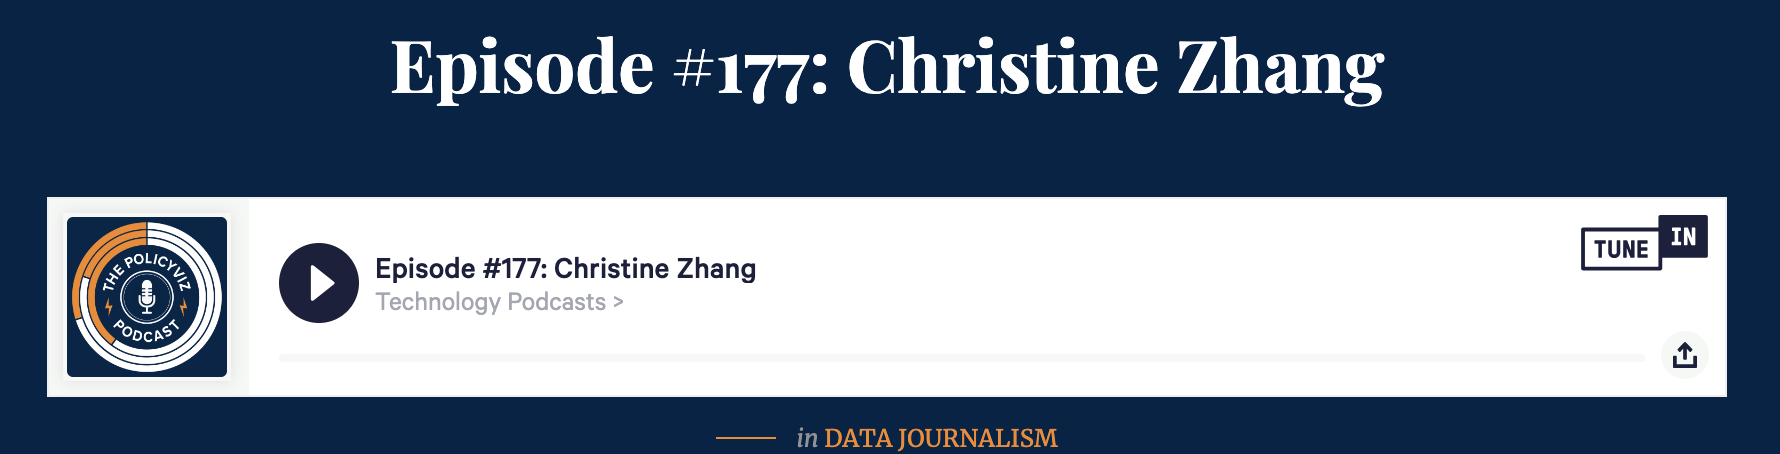 Episode #177: Christine Zhang
THE POLICYVIZ
PODCAST
Episode #177: Christine Zhang
Technology Podcasts >
TUNE IN
in DATA JOURNALISM